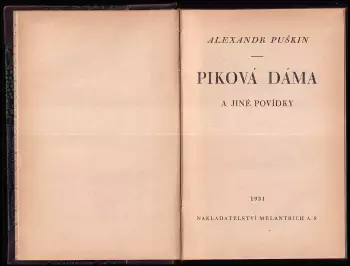 ALEXANDR PUŠKIN
PIKOVÁ DÁMA
A JINÉ POVÍDKY
1931
NAKLADATELSTVÍ MELANTRICH A. S